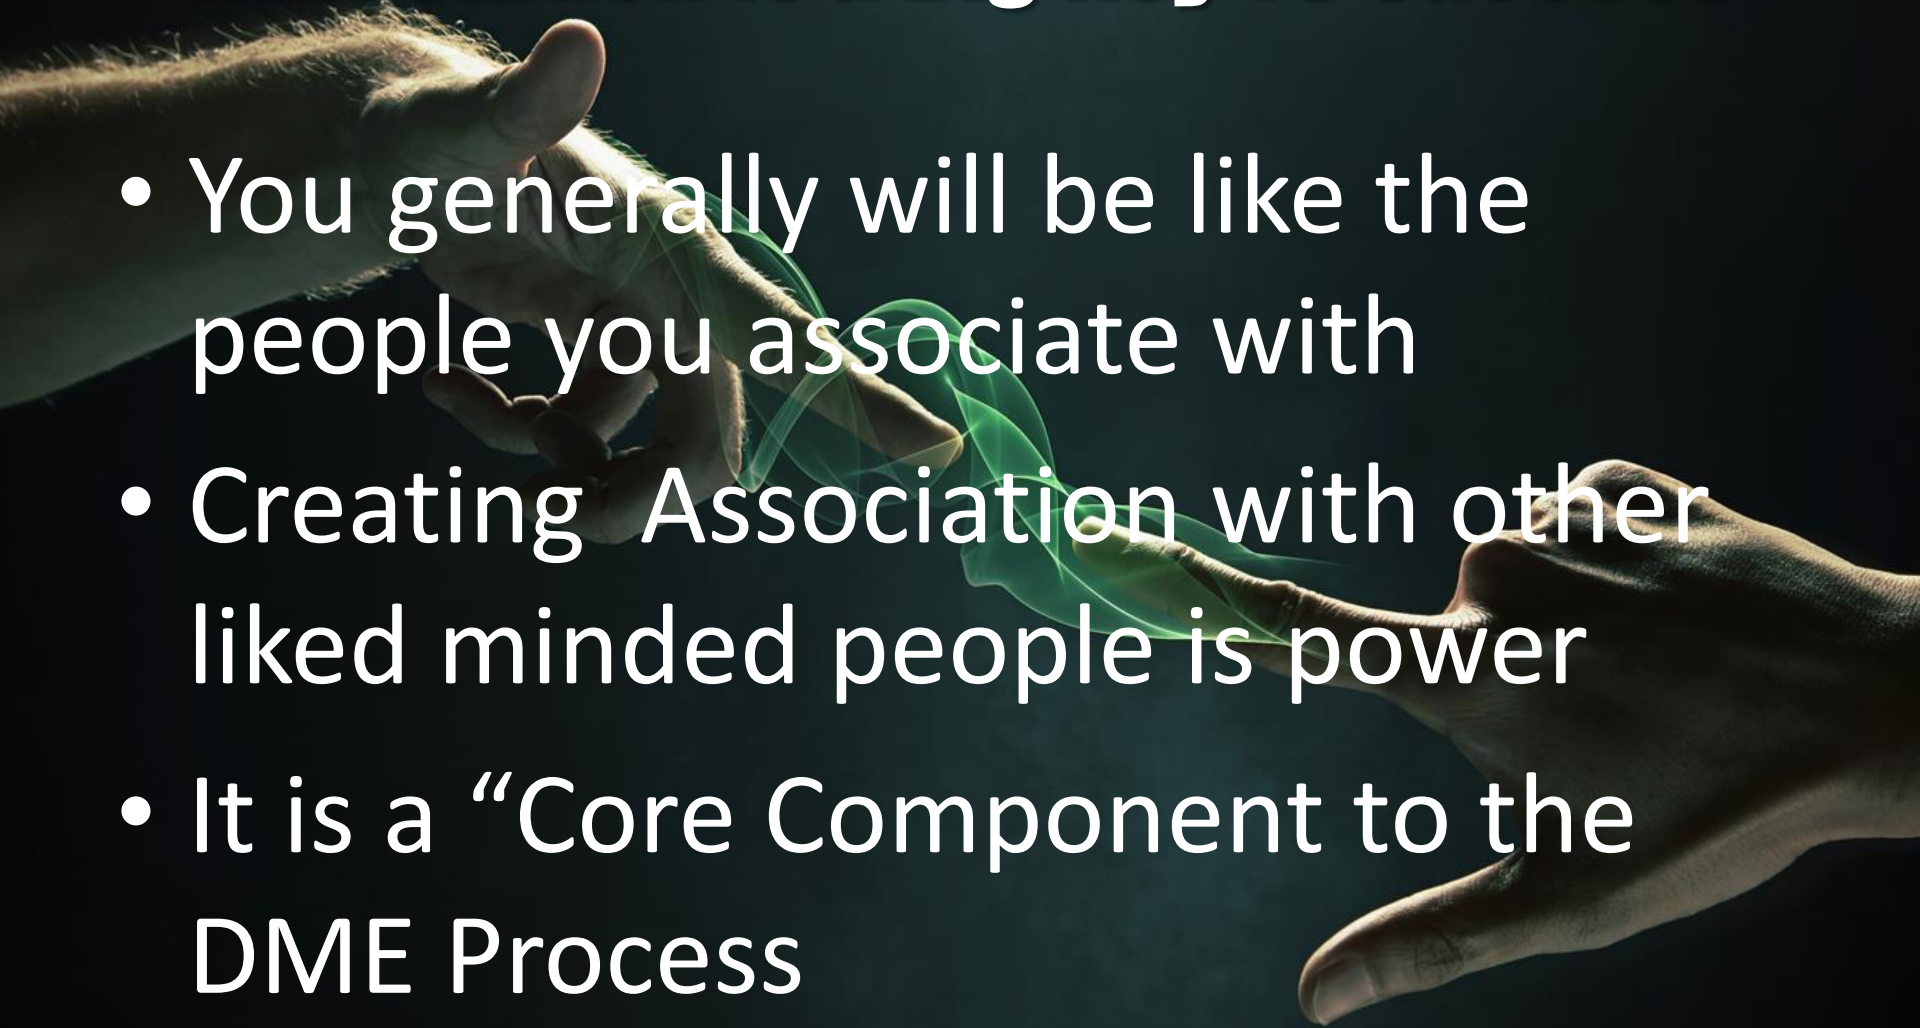 • You generally will be like the
people you associate with
• Creating  Association with other
liked minded people is power
• It is a “Core Component to the
DME Process